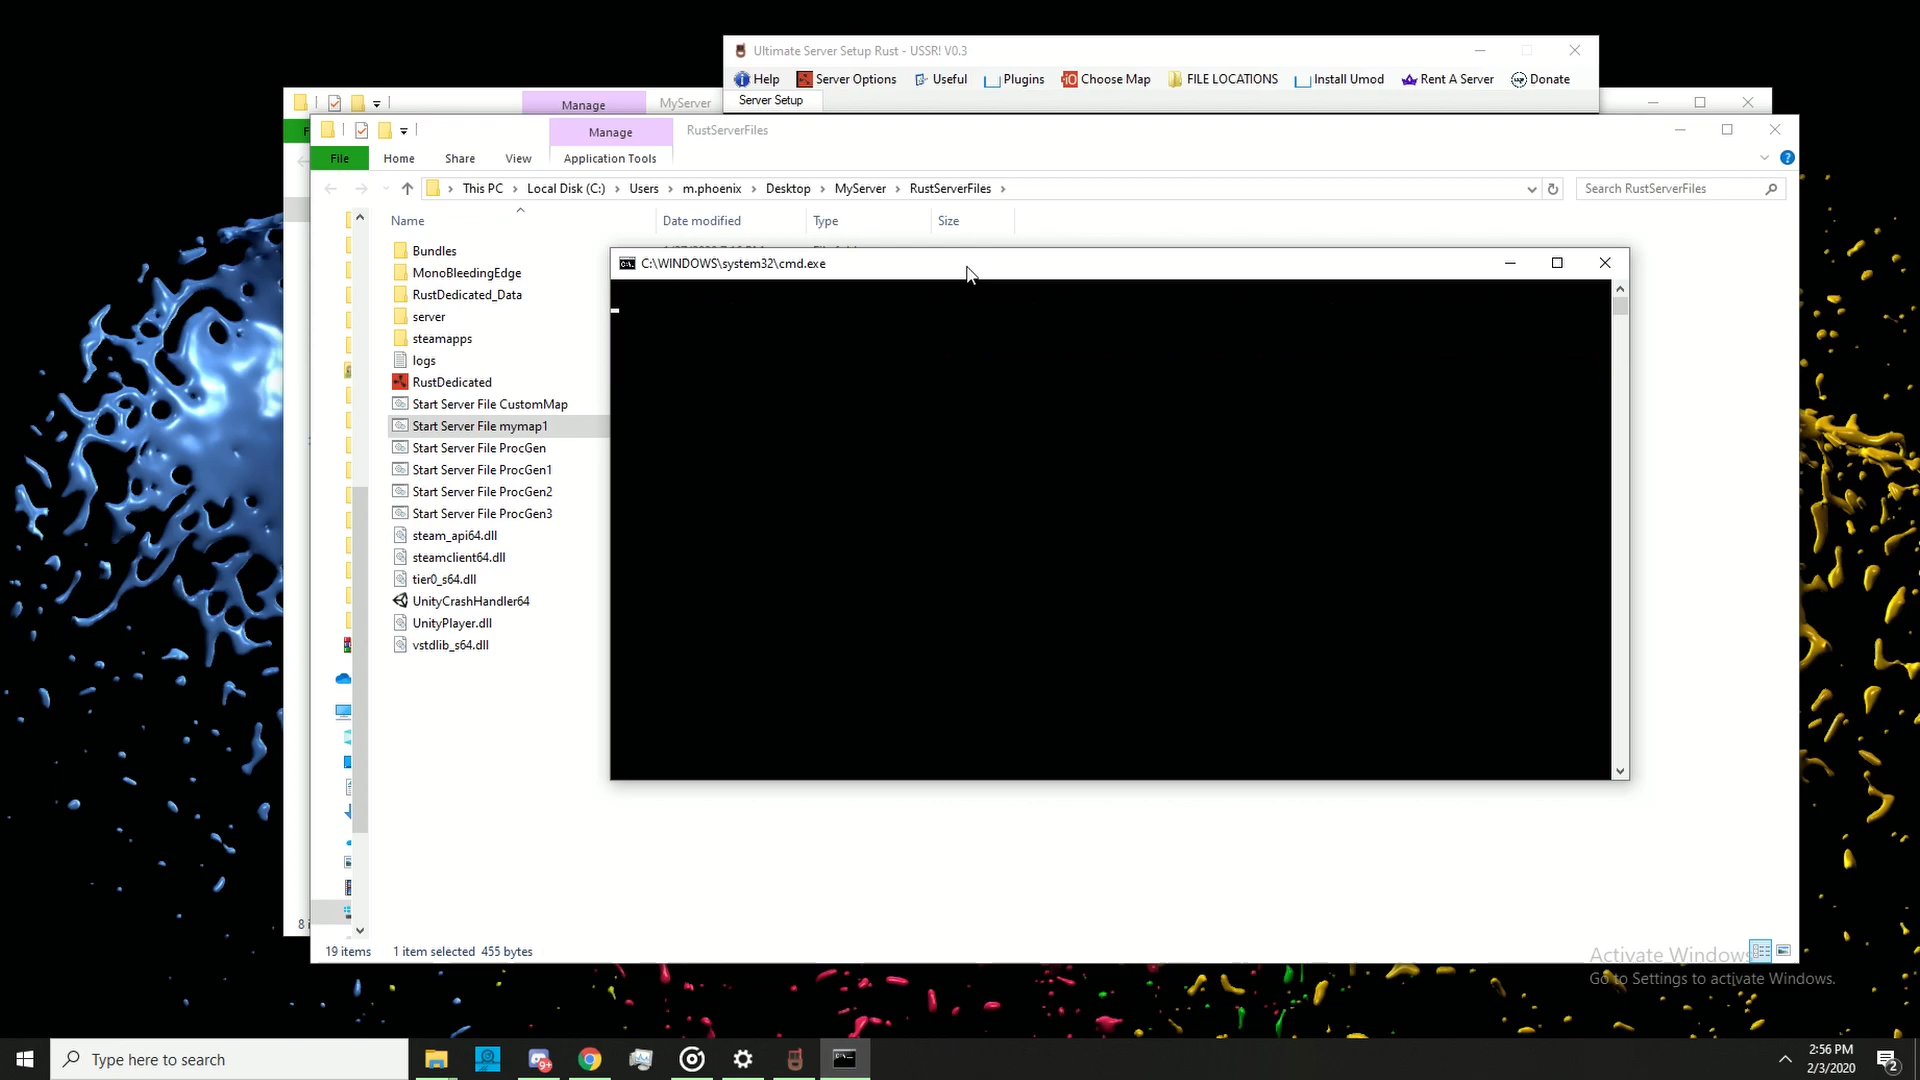 Ultimate Server Setup Rust - USSR! V0.3
Help Server Options Useful Plugins Choose Map FILE LOCATIONS Install Umod Rent A Server Donate
Server Setup
Manage MyServer
Manage RustServerFiles
File Home Share View Application Tools
This PC > Local Disk (C:) > Users > m.phoenix > Desktop > MyServer > RustServerFiles >
Search RustServerFiles
Name Date modified Type Size
Bundles
MonoBleedingEdge
RustDedicated_Data
server
steamapps
logs
RustDedicated
Start Server File CustomMap
Start Server File mymap1
Start Server File ProcGen
Start Server File ProcGen1
Start Server File ProcGen2
Start Server File ProcGen3
steam_api64.dll
steamclient64.dll
tier0_s64.dll
UnityCrashHandler64
UnityPlayer.dll
vstdlib_s64.dll
C:\WINDOWS\system32\cmd.exe
19 items 1 item selected 455 bytes
Activate Windows
Go to Settings to activate Windows.
Type here to search
2:56 PM
2/3/2020